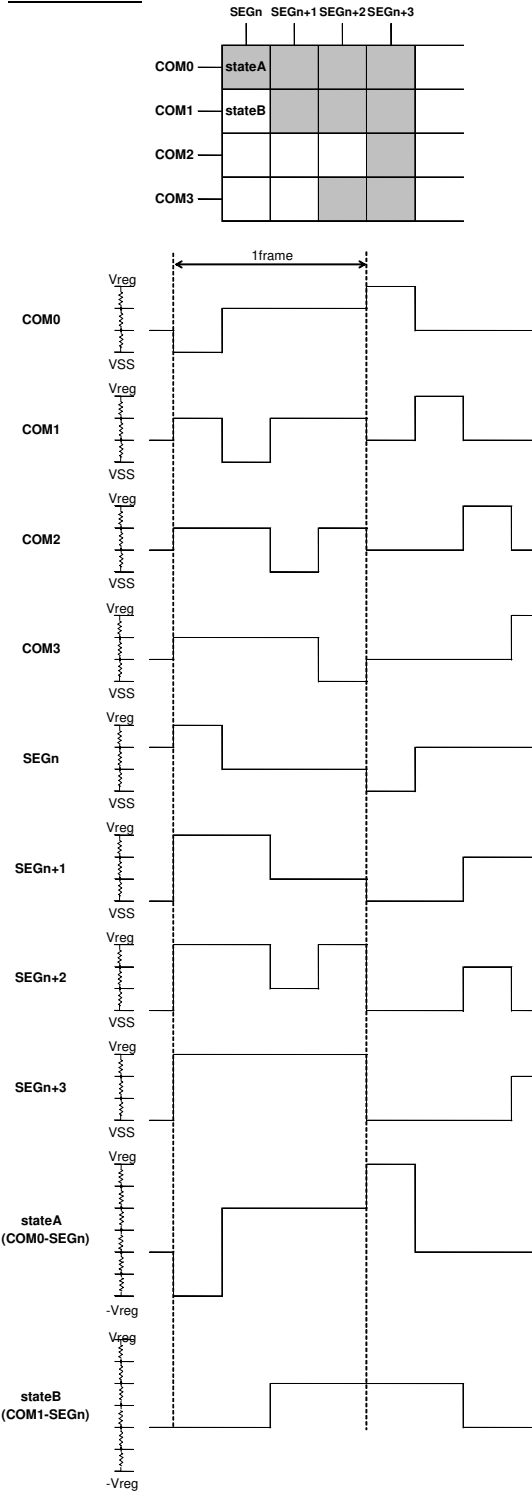 SEGn SEGn+1 SEGn+2 SEGn+3
COM0 stateA
COM1 stateB
COM2
COM3
1frame
Vreg
COM0
VSS
Vreg
COM1
VSS
Vreg
COM2
VSS
Vreg
COM3
VSS
Vreg
SEGn
VSS
Vreg
SEGn+1
VSS
Vreg
SEGn+2
VSS
Vreg
SEGn+3
VSS
Vreg
stateA
(COM0-SEGn)
-Vreg
Vreg
stateB
(COM1-SEGn)
-Vreg